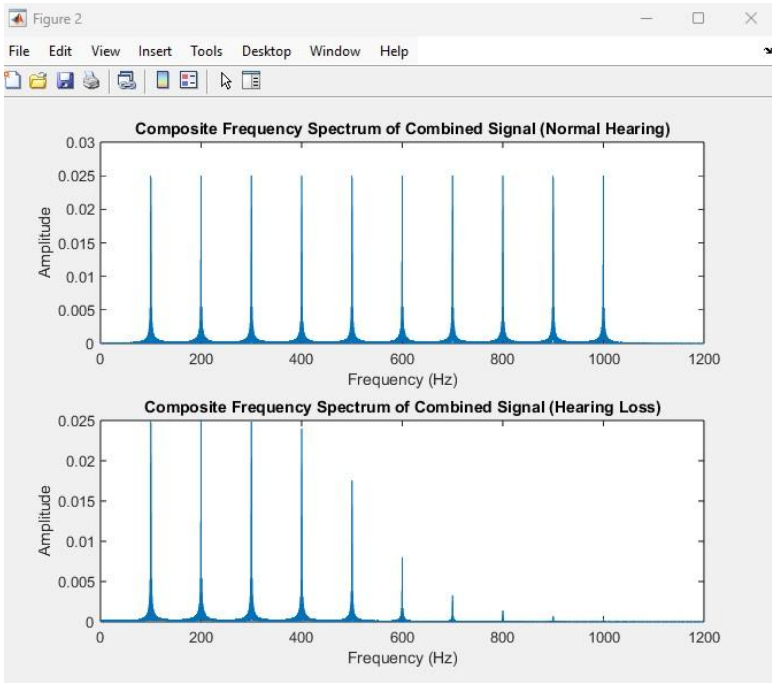 Figure 2
File Edit View Insert Tools Desktop Window Help
Composite Frequency Spectrum of Combined Signal (Normal Hearing)
0.03
0.025
0.02
0.015
0.01
0.005
0
Amplitude
0 200 400 600 800 1000 1200
Frequency (Hz)
Composite Frequency Spectrum of Combined Signal (Hearing Loss)
0.025
0.02
0.015
0.01
0.005
0
Amplitude
0 200 400 600 800 1000 1200
Frequency (Hz)